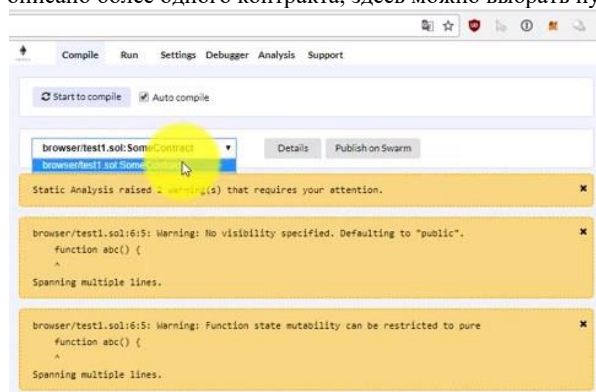 описано более одного контракта, здесь можно выбрать ну
Compile Run Settings Debugger Analysis Support
Start to compile Auto compile
browser/test1.sol:SomeContract Details Publish on Swarm
browser/test1.sol:SomeContract
Static Analysis raised 2 warning(s) that requires your attention.
browser/test1.sol:6:5: Warning: No visibility specified. Defaulting to "public".
function abc() {
^
Spanning multiple lines.
browser/test1.sol:6:5: Warning: Function state mutability can be restricted to pure
function abc() {
^
Spanning multiple lines.